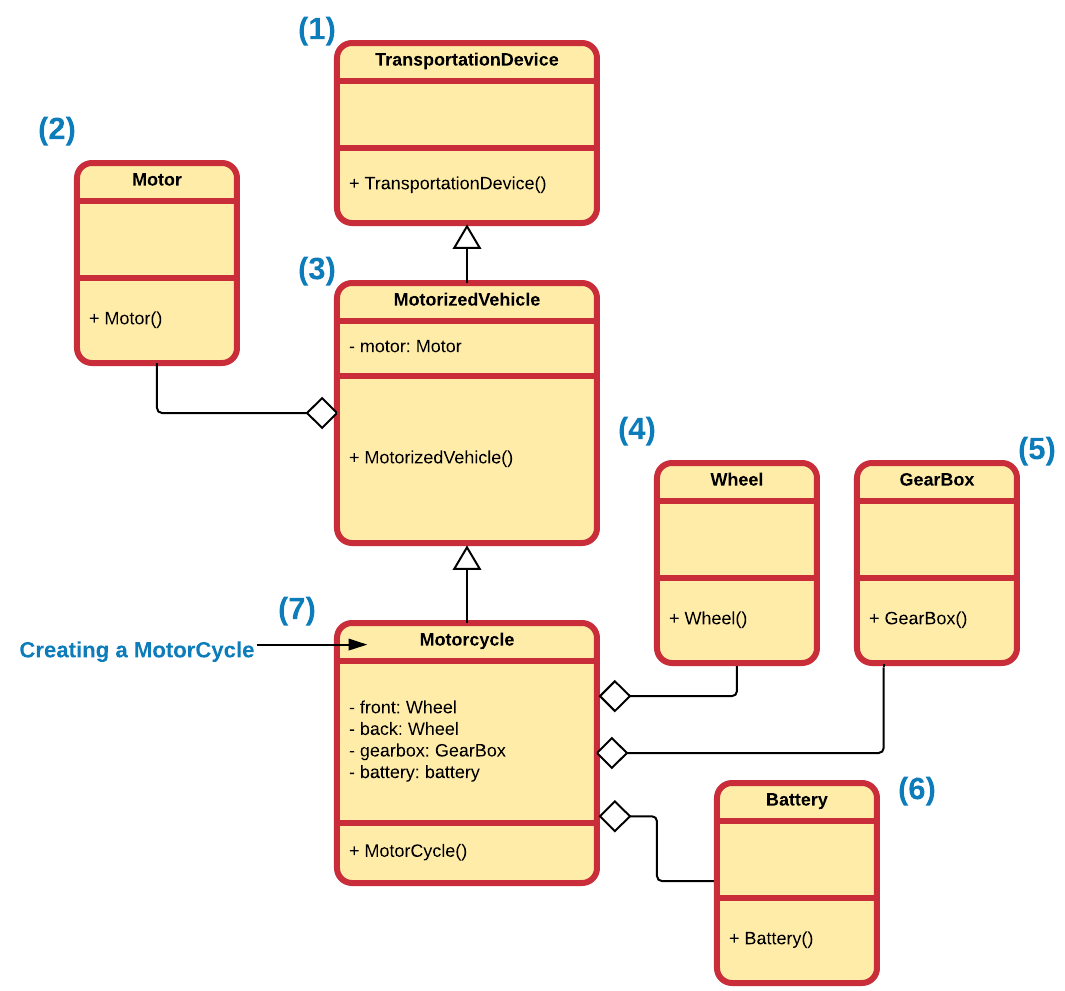 (1)
TransportationDevice
+ TransportationDevice()
(2)
Motor
+ Motor()
(3)
MotorizedVehicle
- motor: Motor
+ MotorizedVehicle()
(4)
Wheel
+ Wheel()
(5)
GearBox
+ GearBox()
(7)
Creating a MotorCycle
Motorcycle
- front: Wheel
- back: Wheel
- gearbox: GearBox
- battery: battery
+ MotorCycle()
(6)
Battery
+ Battery()